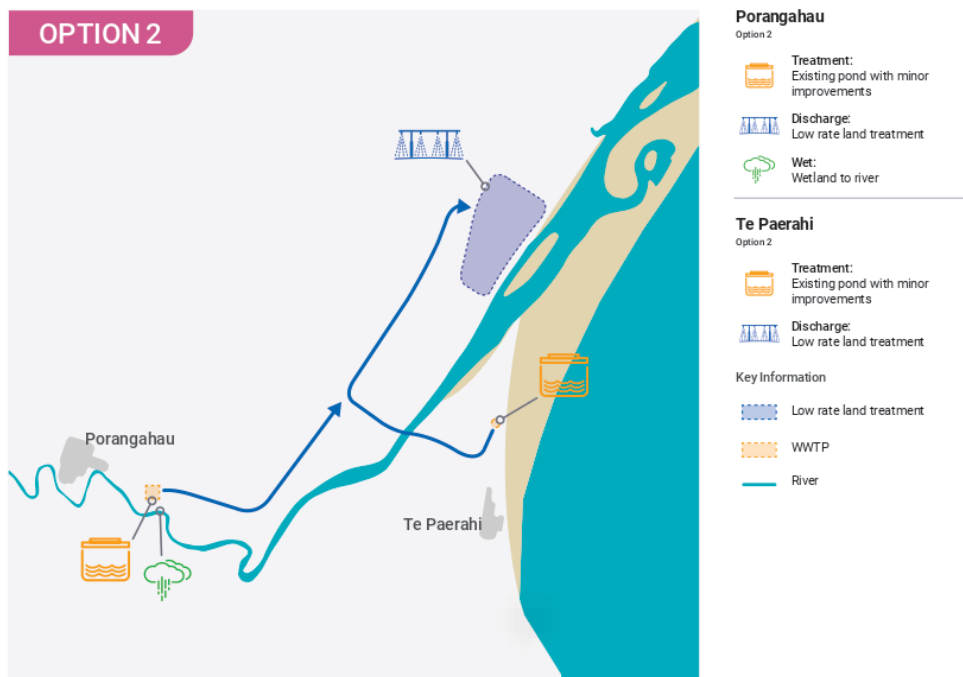 OPTION 2
Porangahau
Te Paerahi
Porangahau
Option 2
Treatment:
Existing pond with minor
improvements
Discharge:
Low rate land treatment
Wet:
Wetland to river
Te Paerahi
Option 2
Treatment:
Existing pond with minor
improvements
Discharge:
Low rate land treatment
Key Information
Low rate land treatment
WWTP
River